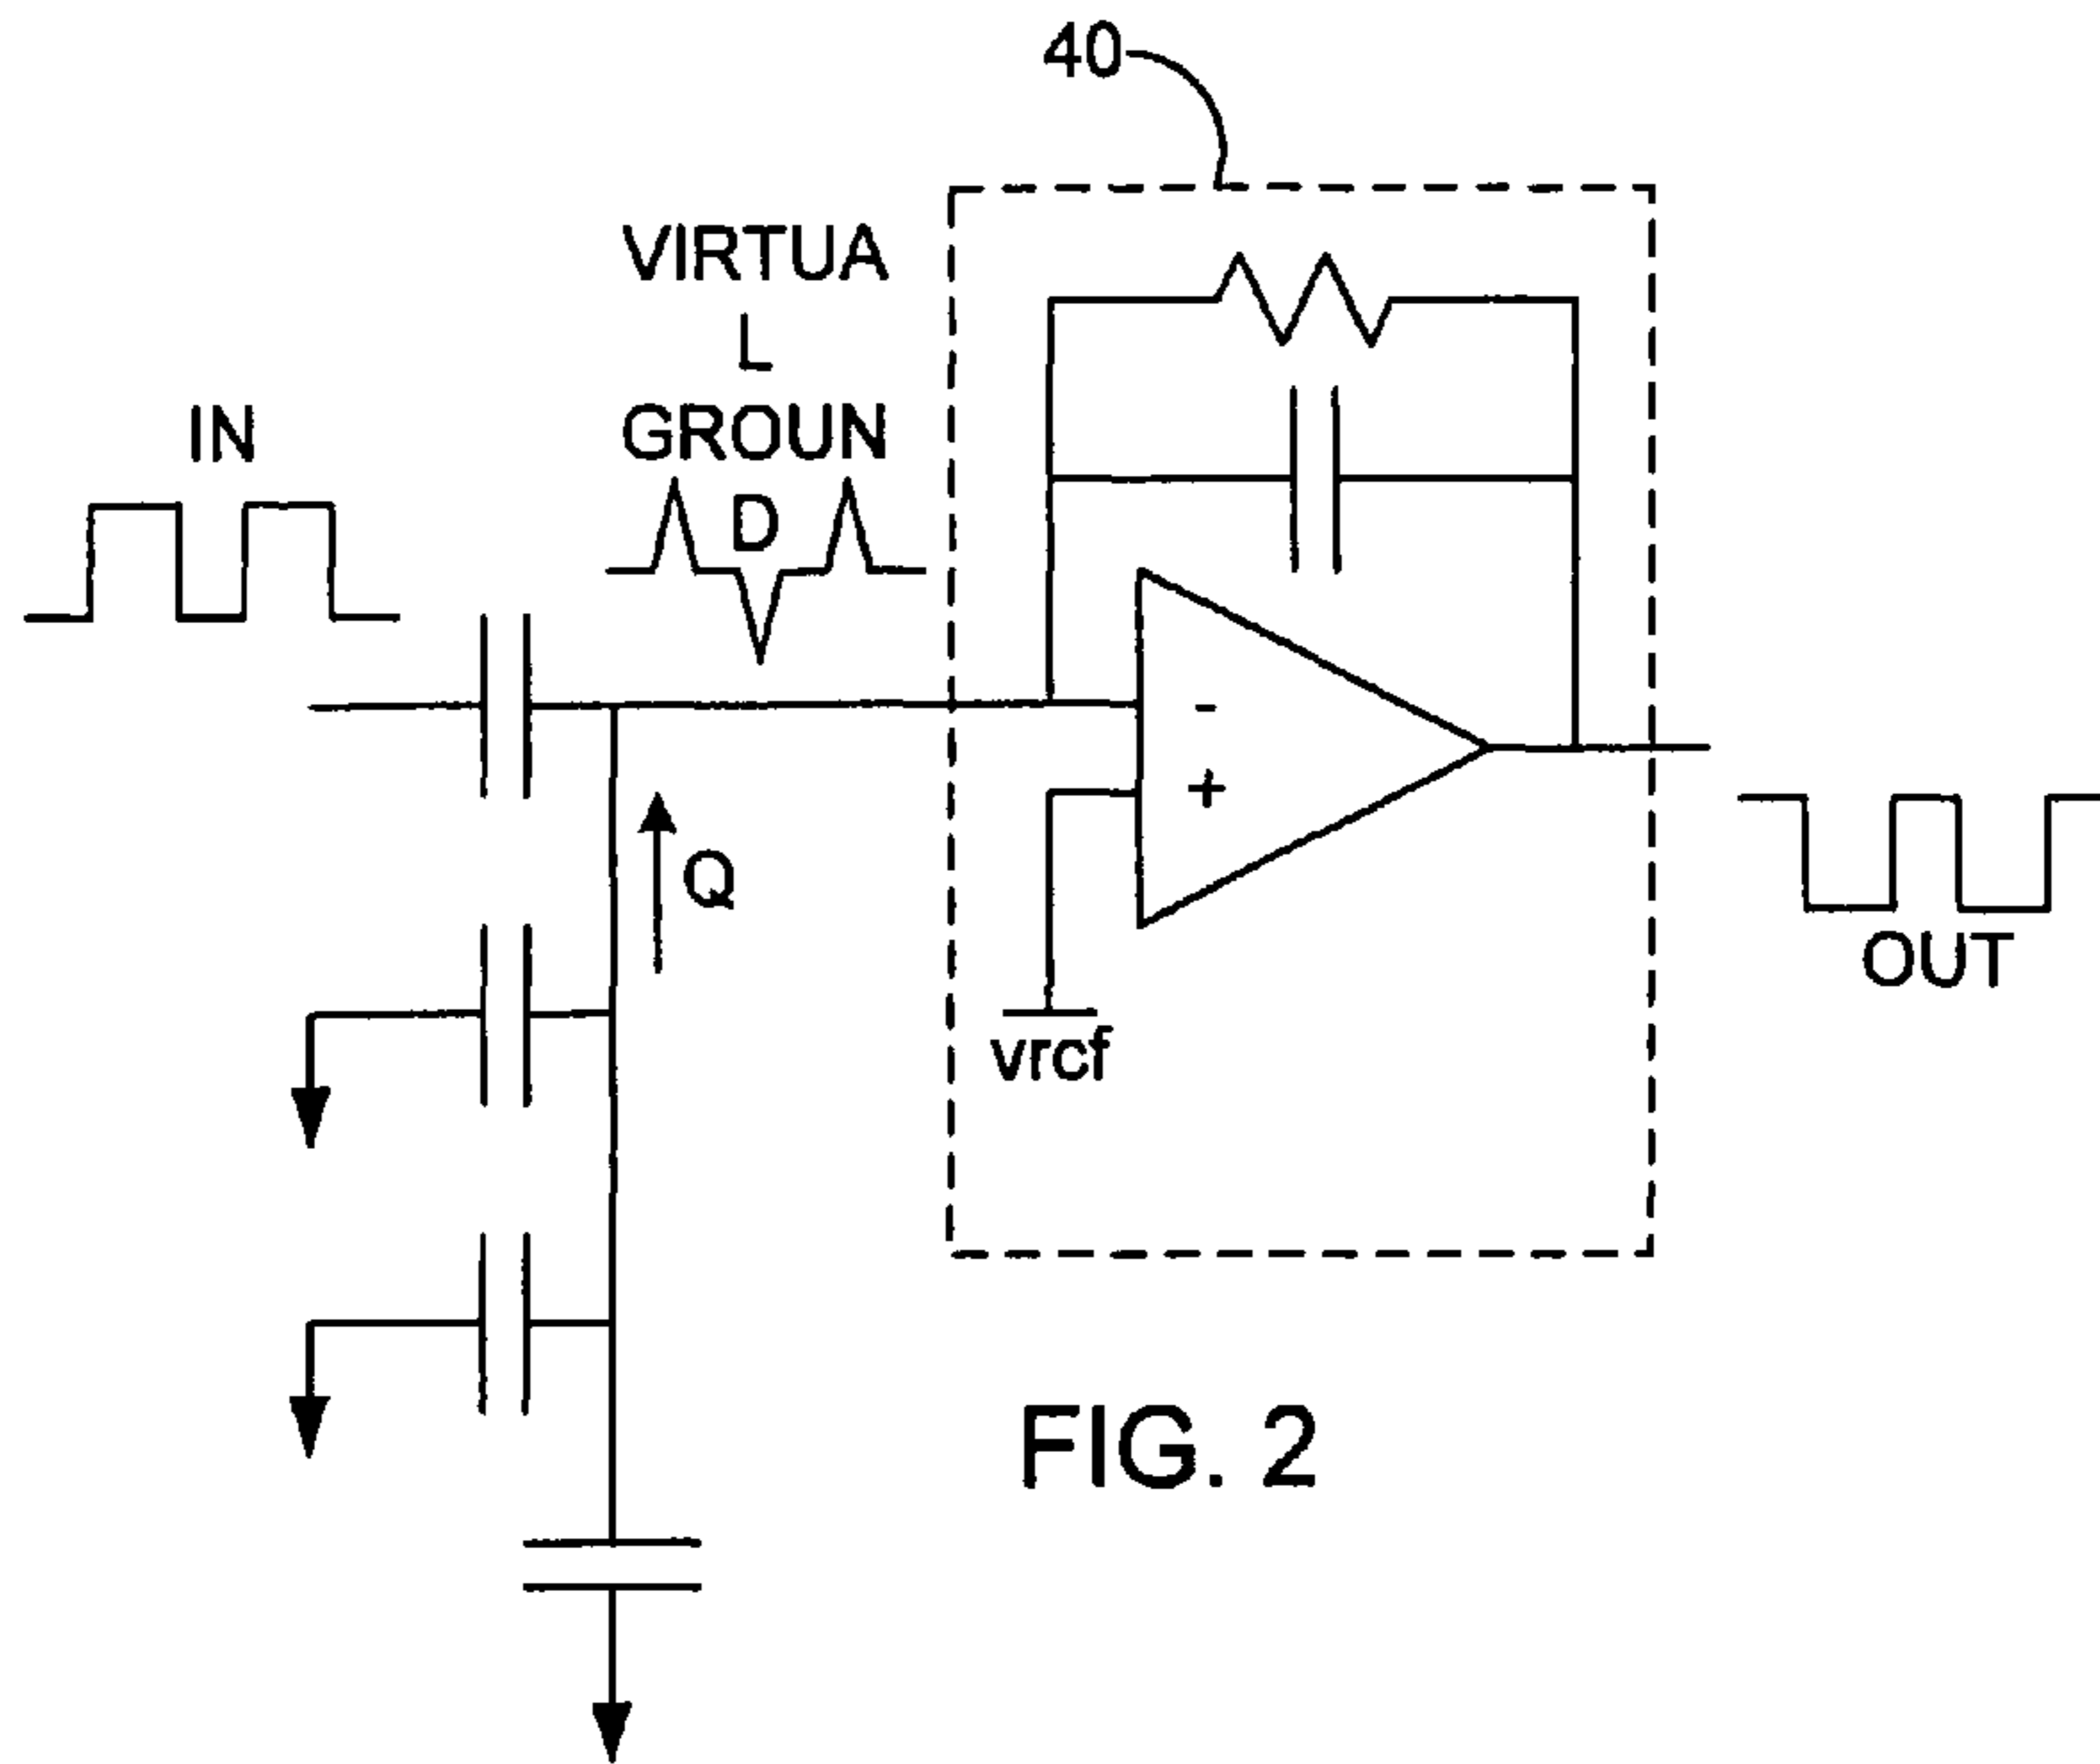 40
VIRTUA
L
GROUN
D
IN
-
+
Q
vrcf
OUT
FIG. 2